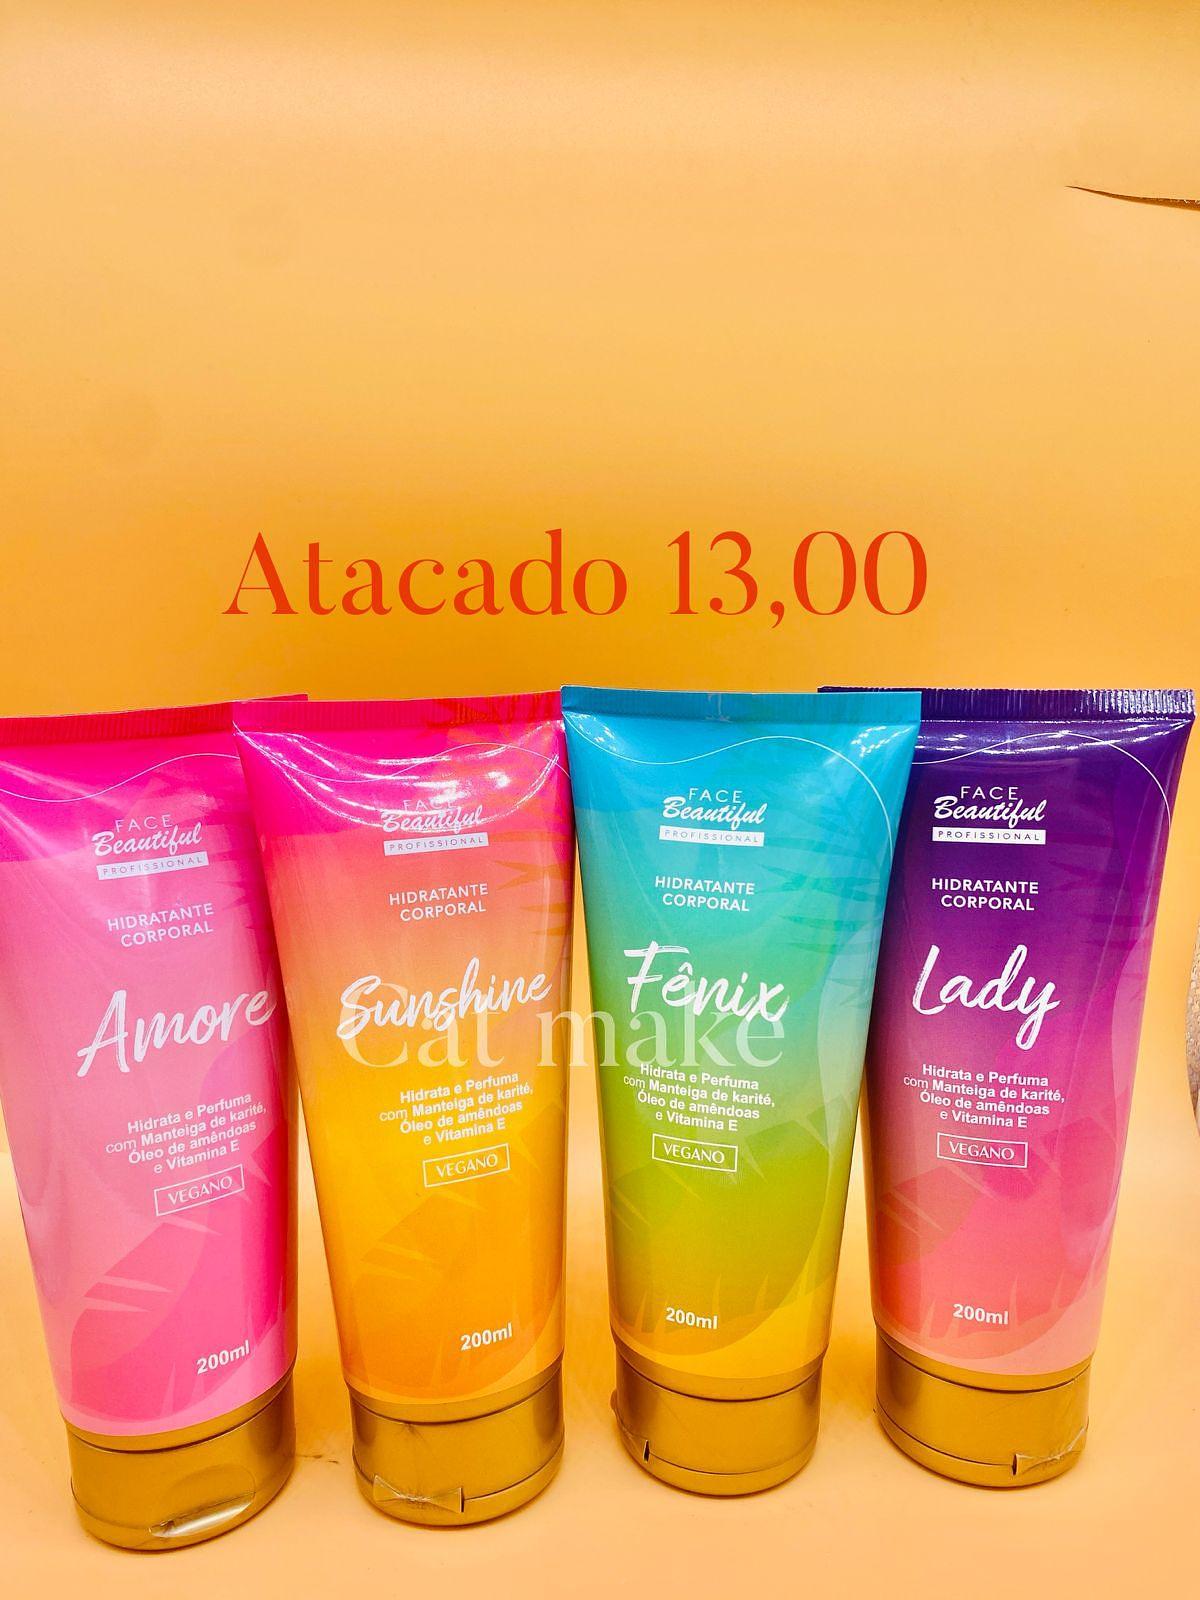 Atacado 13,00
FACE
Beautiful
PROFISSIONAL
HIDRATANTE
CORPORAL
Amore
Hidrata e Perfuma
com Manteiga de karité,
Óleo de amêndoas
e Vitamina E
VEGANO
200ml
FACE
Beautiful
PROFISSIONAL
HIDRATANTE
CORPORAL
Sunshine
Hidrata e Perfuma
com Manteiga de karité,
Óleo de amêndoas
e Vitamina E
VEGANO
200ml
FACE
Beautiful
PROFISSIONAL
HIDRATANTE
CORPORAL
Fênix
Hidrata e Perfuma
com Manteiga de karité,
Óleo de amêndoas
e Vitamina E
VEGANO
200ml
FACE
Beautiful
PROFISSIONAL
HIDRATANTE
CORPORAL
Lady
Hidrata e Perfuma
com Manteiga de karité,
Óleo de amêndoas
e Vitamina E
VEGANO
200ml
Cat make